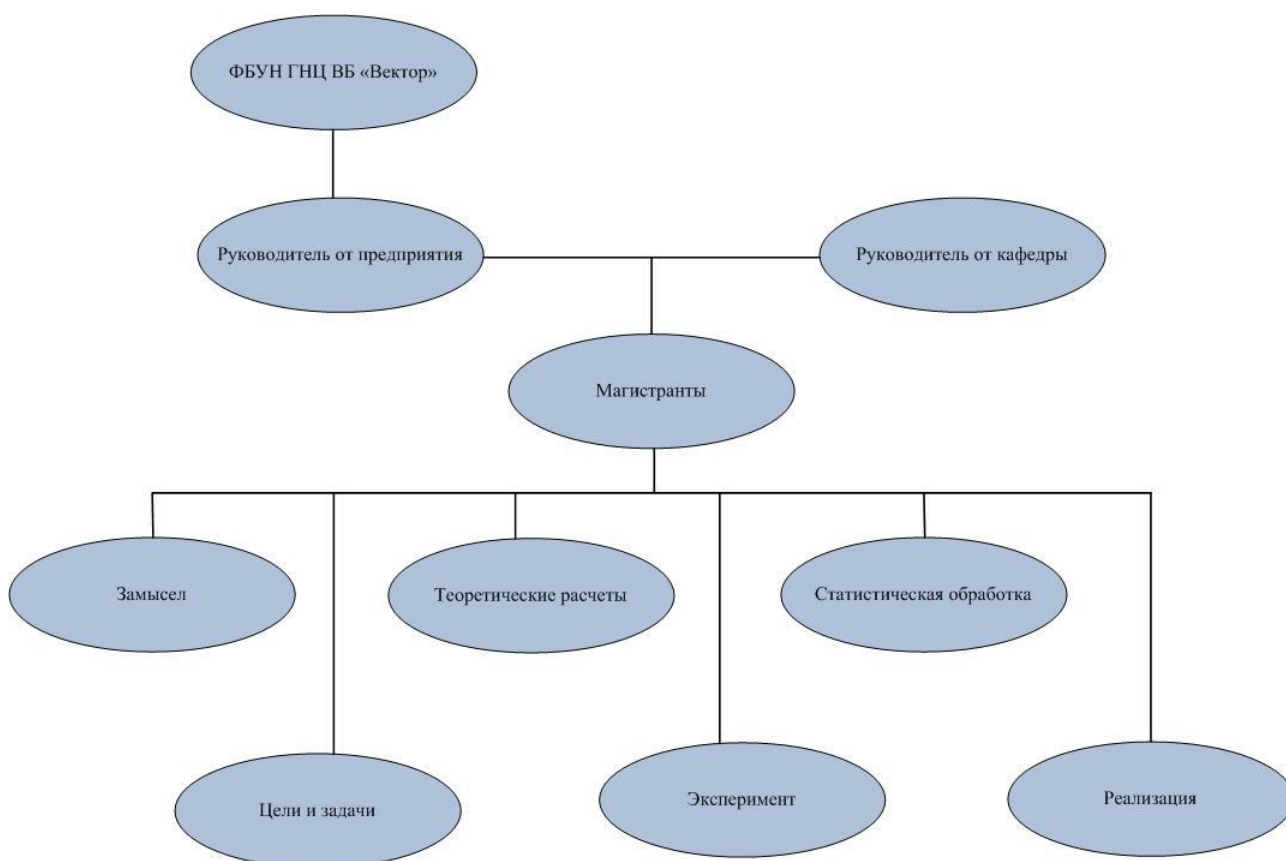 ФБУН ГНЦ ВБ «Вектор»
Руководитель от предприятия
Руководитель от кафедры
Магистранты
Замысел
Теоретические расчеты
Статистическая обработка
Цели и задачи
Эксперимент
Реализация